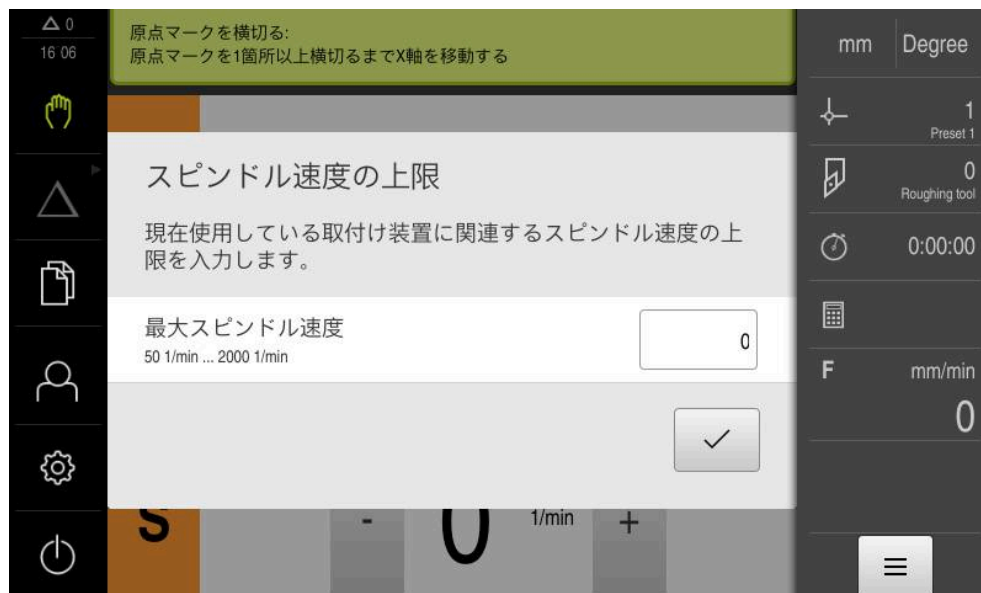 0
16 06
原点マークを横切る:
原点マークを1箇所以上横切るまでX軸を移動する
スピンドル速度の上限
現在使用している取付け装置に関連するスピンドル速度の上
限を入力します。
最大スピンドル速度
50 1/min ... 2000 1/min
0
S
-
0
1/min
+
mm
Degree
1
Preset 1
0
Roughing tool
0:00:00
F
mm/min
0